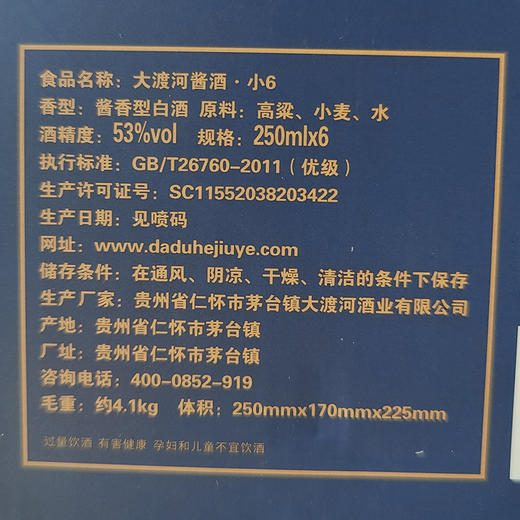 食品名称：大渡河酱酒·小6
香型：酱香型白酒 原料：高粱、小麦、水
酒精度：53%vol 规格：250mlx6
执行标准：GB/T26760-2011（优级）
生产许可证号：SC11552038203422
生产日期：见喷码
网址：www.daduhejiuye.com
储存条件：在通风、阴凉、干燥、清洁的条件下保存
生产厂家：贵州省仁怀市茅台镇大渡河酒业有限公司
产地：贵州省仁怀市茅台镇
厂址：贵州省仁怀市茅台镇
咨询电话：400-0852-919
毛重：约4.1kg 体积：250mmx170mmx225mm
过量饮酒 有害健康 孕妇和儿童不宜饮酒